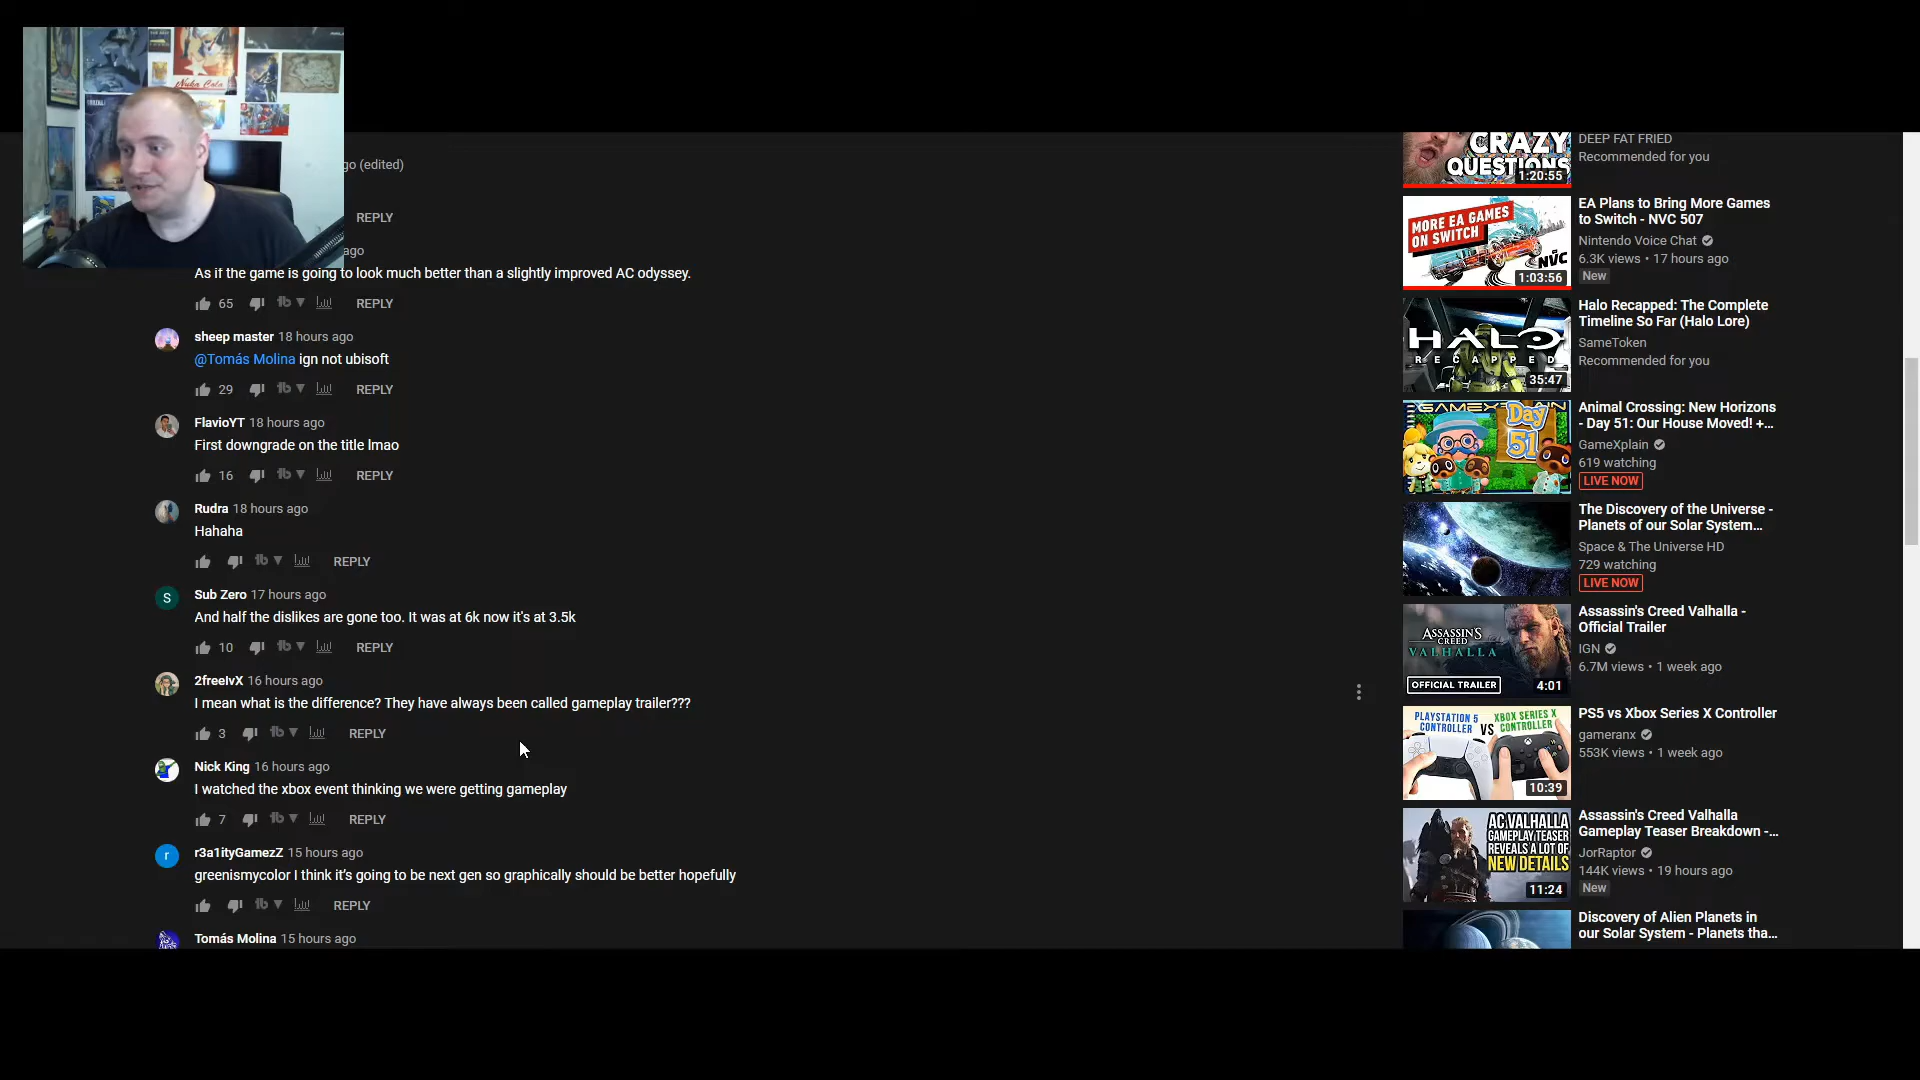 Nuka Cola
go (edited)
REPLY
ago
As if the game is going to look much better than a slightly improved AC odyssey.
65 REPLY
sheep master 18 hours ago
@Tomás Molina ign not ubisoft
29 REPLY
FlavioYT 18 hours ago
First downgrade on the title lmao
16 REPLY
Rudra 18 hours ago
Hahaha
REPLY
S
Sub Zero 17 hours ago
And half the dislikes are gone too. It was at 6k now it's at 3.5k
10 REPLY
2freeIvX 16 hours ago
I mean what is the difference? They have always been called gameplay trailer???
3 REPLY
Nick King 16 hours ago
I watched the xbox event thinking we were getting gameplay
7 REPLY
r
r3a1ityGamezZ 15 hours ago
greenismycolor I think it's going to be next gen so graphically should be better hopefully
REPLY
Tomás Molina 15 hours ago
CRAZY
QUESTIONS
1:20:55
DEEP FAT FRIED
Recommended for you
MORE EA GAMES
ON SWITCH
NVC
1:03:56
EA Plans to Bring More Games
to Switch - NVC 507
Nintendo Voice Chat
6.3K views • 17 hours ago
New
HALO
RECAPPED
35:47
Halo Recapped: The Complete
Timeline So Far (Halo Lore)
SameToken
Recommended for you
GAMEXPLAIN
Day
51
Animal Crossing: New Horizons
- Day 51: Our House Moved! +...
GameXplain
619 watching
LIVE NOW
The Discovery of the Universe -
Planets of our Solar System...
Space & The Universe HD
729 watching
LIVE NOW
ASSASSIN'S CREED
VALHALLA
OFFICIAL TRAILER
4:01
Assassin's Creed Valhalla -
Official Trailer
IGN
6.7M views • 1 week ago
PLAYSTATION 5
CONTROLLER
VS
XBOX SERIES X
CONTROLLER
10:39
PS5 vs Xbox Series X Controller
gameranx
553K views • 1 week ago
AC VALHALLA
GAMEPLAY TEASER
REVEALS A LOT OF
NEW DETAILS
11:24
Assassin's Creed Valhalla
Gameplay Teaser Breakdown -...
JorRaptor
144K views • 19 hours ago
New
Discovery of Alien Planets in
our Solar System - Planets tha...